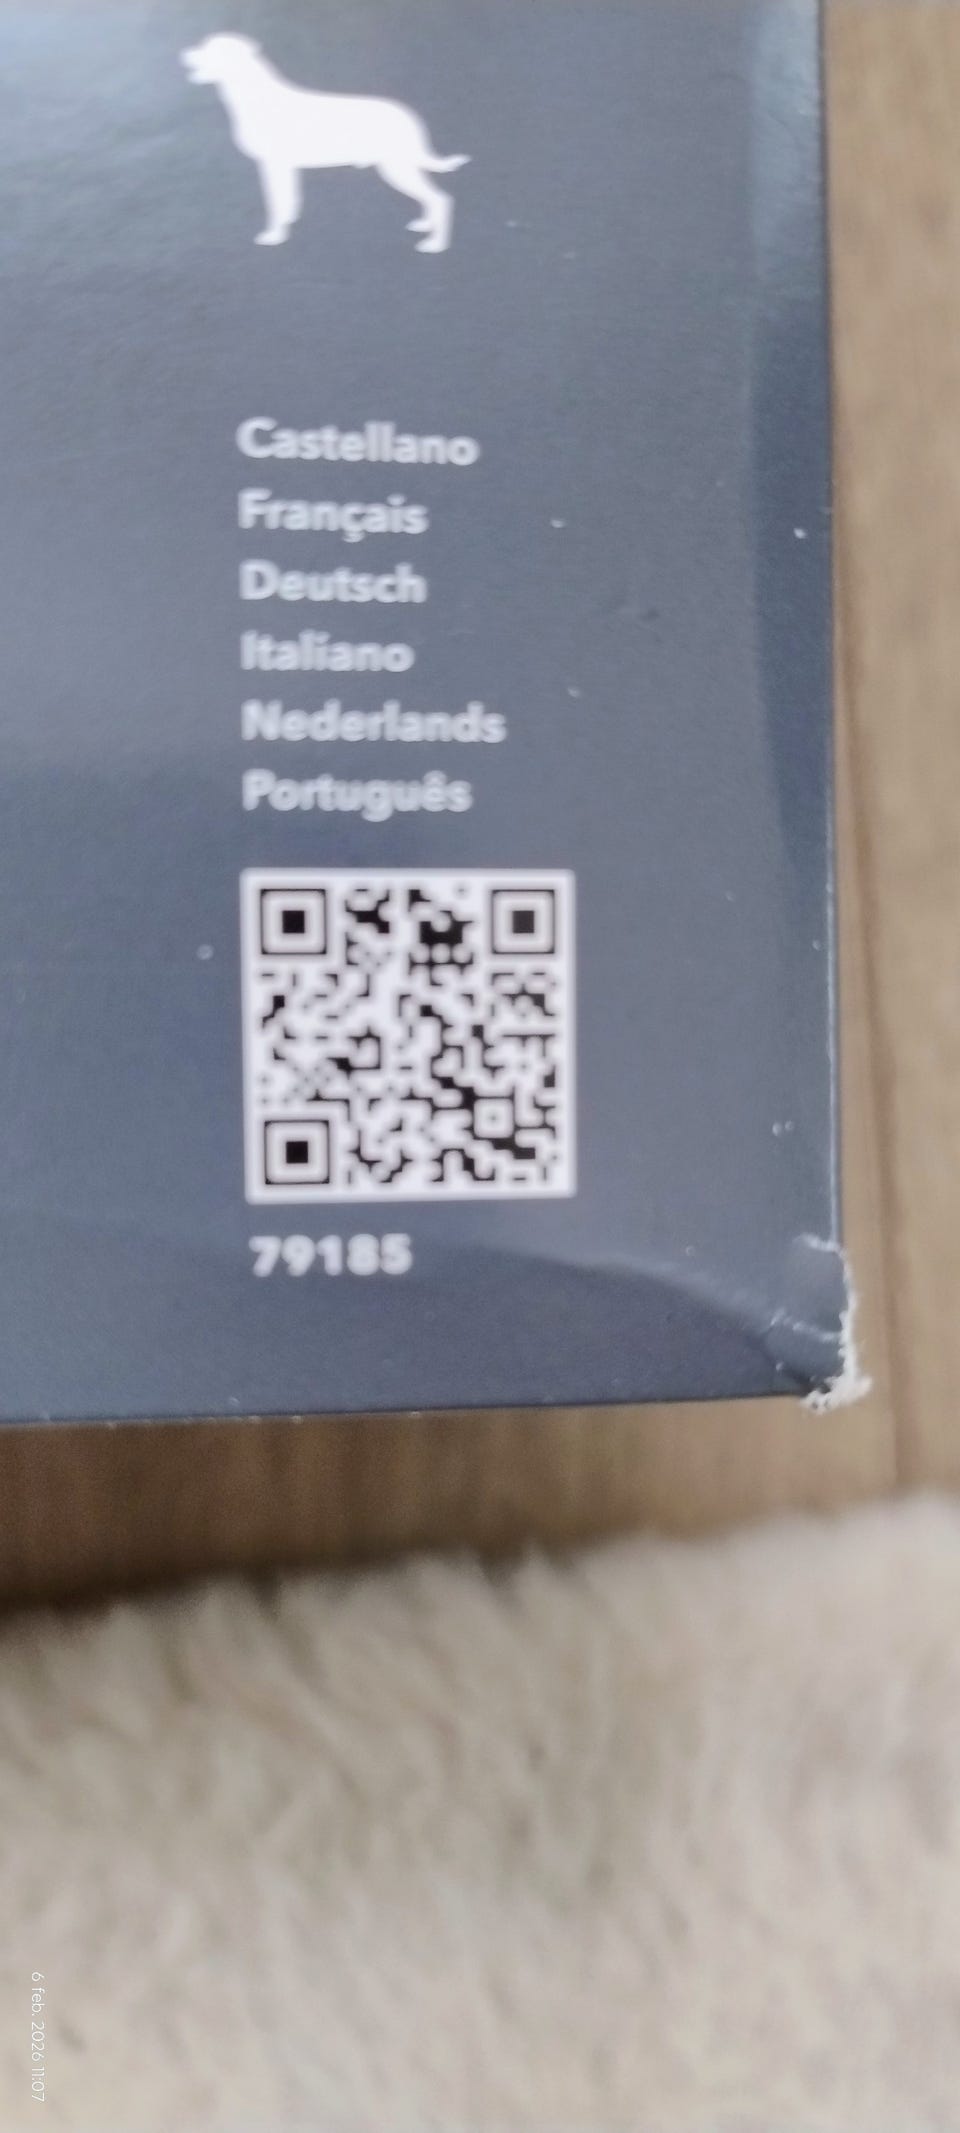 Castellano
Français
Deutsch
Italiano
Nederlands
Português
79185
6 feb. 2026 11:07